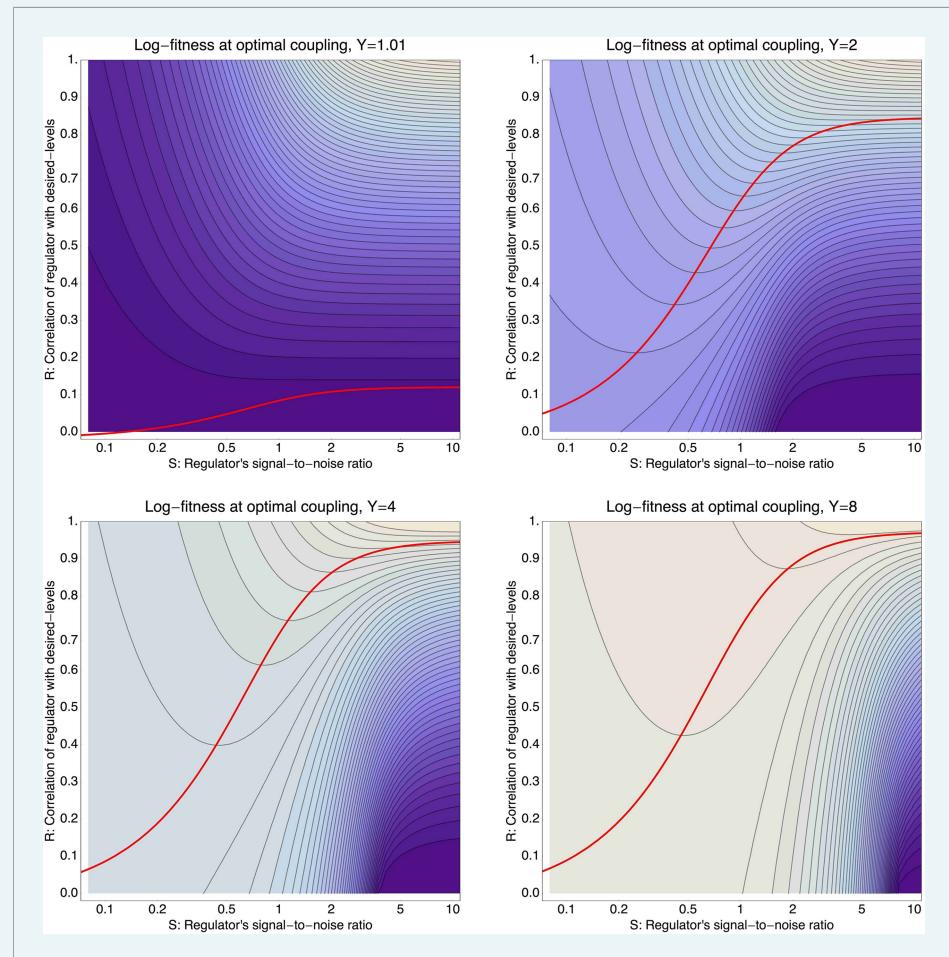 Log−fitness at optimal coupling, Y=1.01
R: Correlation of regulator with desired−levels
1.
0.9
0.8
0.7
0.6
0.5
0.4
0.3
0.2
0.1
0.0
0.1 0.2 0.5 1 2 5 10
S: Regulator's signal−to−noise ratio
Log−fitness at optimal coupling, Y=2
R: Correlation of regulator with desired−levels
1.
0.9
0.8
0.7
0.6
0.5
0.4
0.3
0.2
0.1
0.0
0.1 0.2 0.5 1 2 5 10
S: Regulator's signal−to−noise ratio
Log−fitness at optimal coupling, Y=4
R: Correlation of regulator with desired−levels
1.
0.9
0.8
0.7
0.6
0.5
0.4
0.3
0.2
0.1
0.0
0.1 0.2 0.5 1 2 5 10
S: Regulator's signal−to−noise ratio
Log−fitness at optimal coupling, Y=8
R: Correlation of regulator with desired−levels
1.
0.9
0.8
0.7
0.6
0.5
0.4
0.3
0.2
0.1
0.0
0.1 0.2 0.5 1 2 5 10
S: Regulator's signal−to−noise ratio